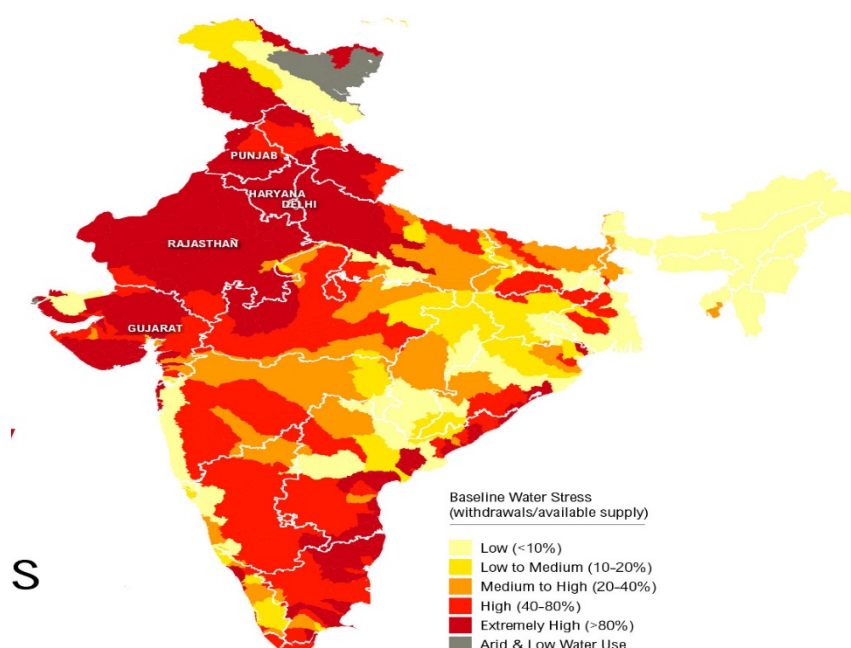 PUNJAB
HARYANA
DELHI
RAJASTHAN
GUJARAT
s
Baseline Water Stress
(withdrawals/available supply)
Low (<10%)
Low to Medium (10-20%)
Medium to High (20-40%)
High (40-80%)
Extremely High (>80%)
Arid & Low Water Use